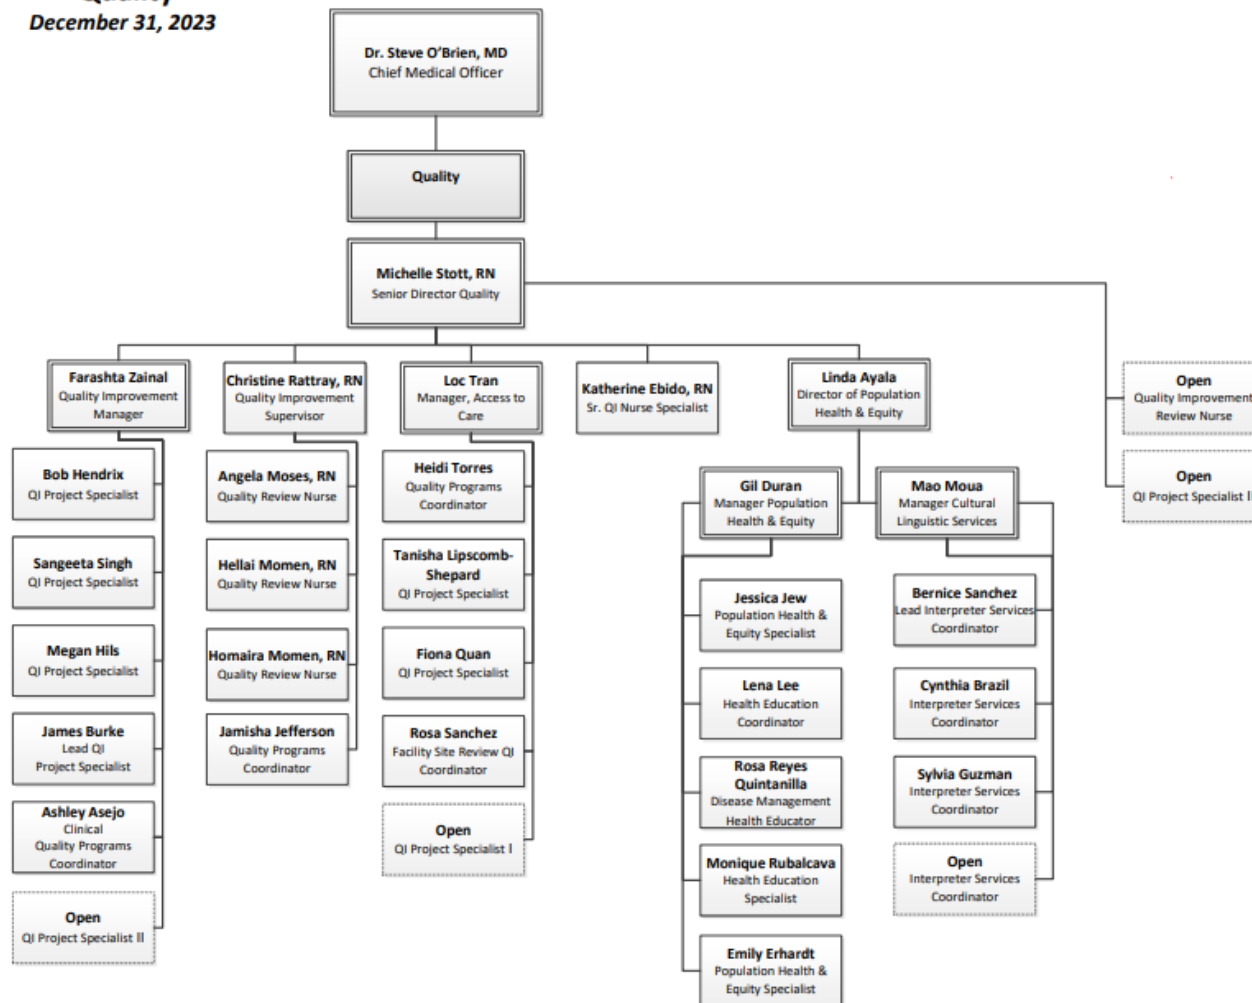 Quality
December 31, 2023
Dr. Steve O'Brien, MD
Chief Medical Officer
Quality
Michelle Stott, RN
Senior Director Quality
Farashta Zainal
Quality Improvement
Manager
Christine Rattray, RN
Quality Improvement
Supervisor
Loc Tran
Manager, Access to
Care
Katherine Ebido, RN
Sr. QI Nurse Specialist
Linda Ayala
Director of Population
Health & Equity
Open
Quality Improvement
Review Nurse
Open
QI Project Specialist II
Bob Hendrix
QI Project Specialist
Sangeeta Singh
QI Project Specialist
Megan Hils
QI Project Specialist
James Burke
Lead QI
Project Specialist
Ashley Asejo
Clinical
Quality Programs
Coordinator
Open
QI Project Specialist II
Angela Moses, RN
Quality Review Nurse
Hellai Momen, RN
Quality Review Nurse
Homaira Momen, RN
Quality Review Nurse
Jamisha Jefferson
Quality Programs
Coordinator
Heidi Torres
Quality Programs
Coordinator
Tanisha Lipscomb-
Shepard
QI Project Specialist
Fiona Quan
QI Project Specialist
Rosa Sanchez
Facility Site Review QI
Coordinator
Open
QI Project Specialist I
Gil Duran
Manager Population
Health & Equity
Mao Moua
Manager Cultural
Linguistic Services
Jessica Jew
Population Health &
Equity Specialist
Lena Lee
Health Education
Coordinator
Rosa Reyes
Quintanilla
Disease Management
Health Educator
Monique Rubalcava
Health Education
Specialist
Emily Erhardt
Population Health &
Equity Specialist
Bernice Sanchez
Lead Interpreter Services
Coordinator
Cynthia Brazil
Interpreter Services
Coordinator
Sylvia Guzman
Interpreter Services
Coordinator
Open
Interpreter Services
Coordinator